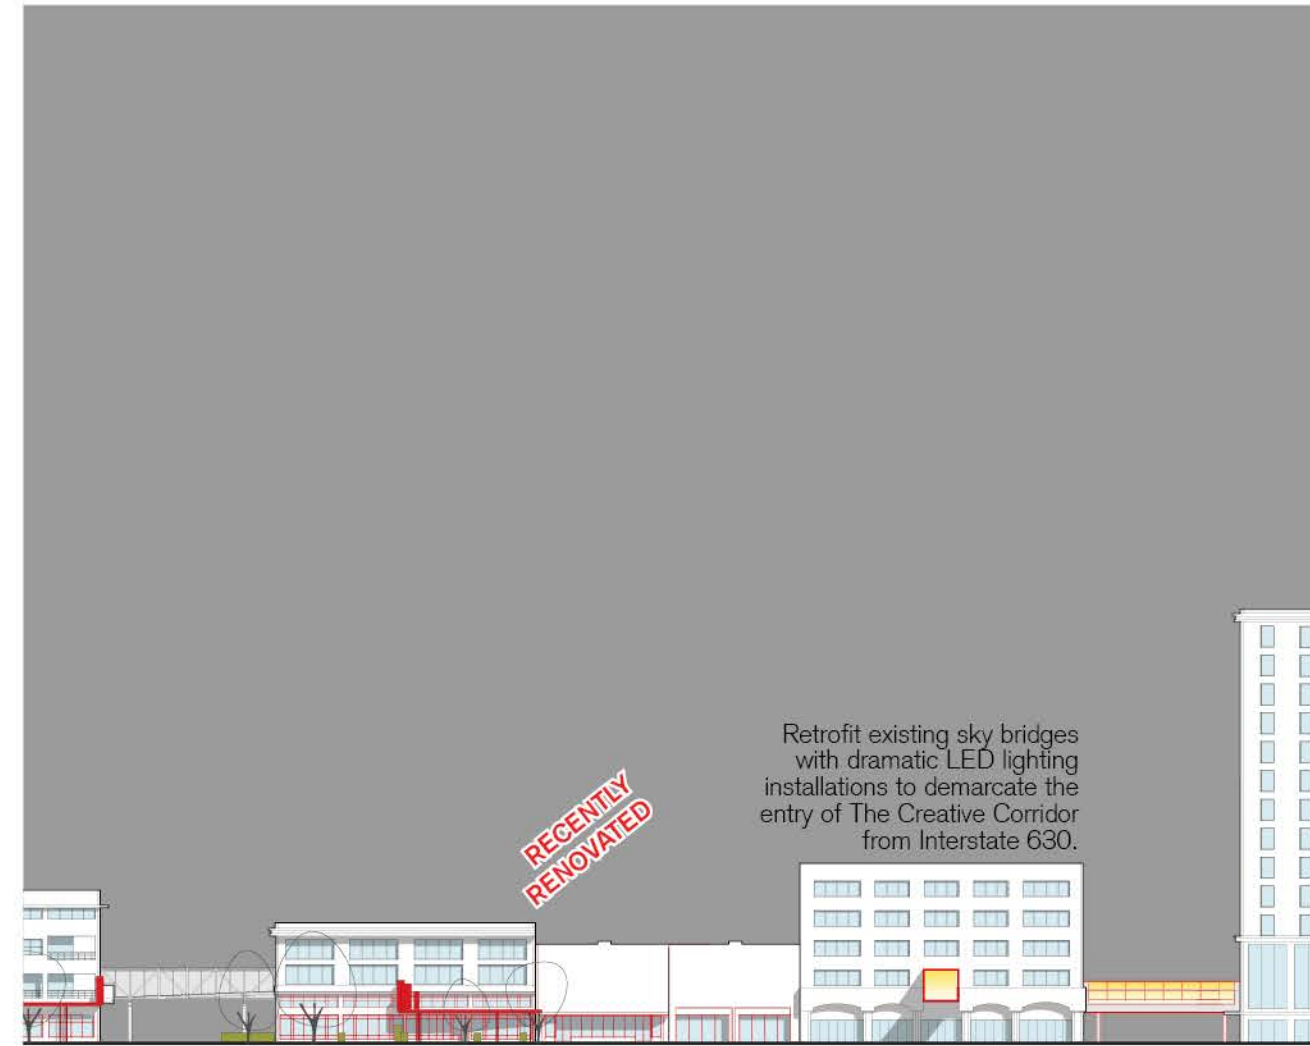 Retrofit existing sky bridges
with dramatic LED lighting
installations to demarcate the
entry of The Creative Corridor
from Interstate 630.
RECENTLY
RENOVATED